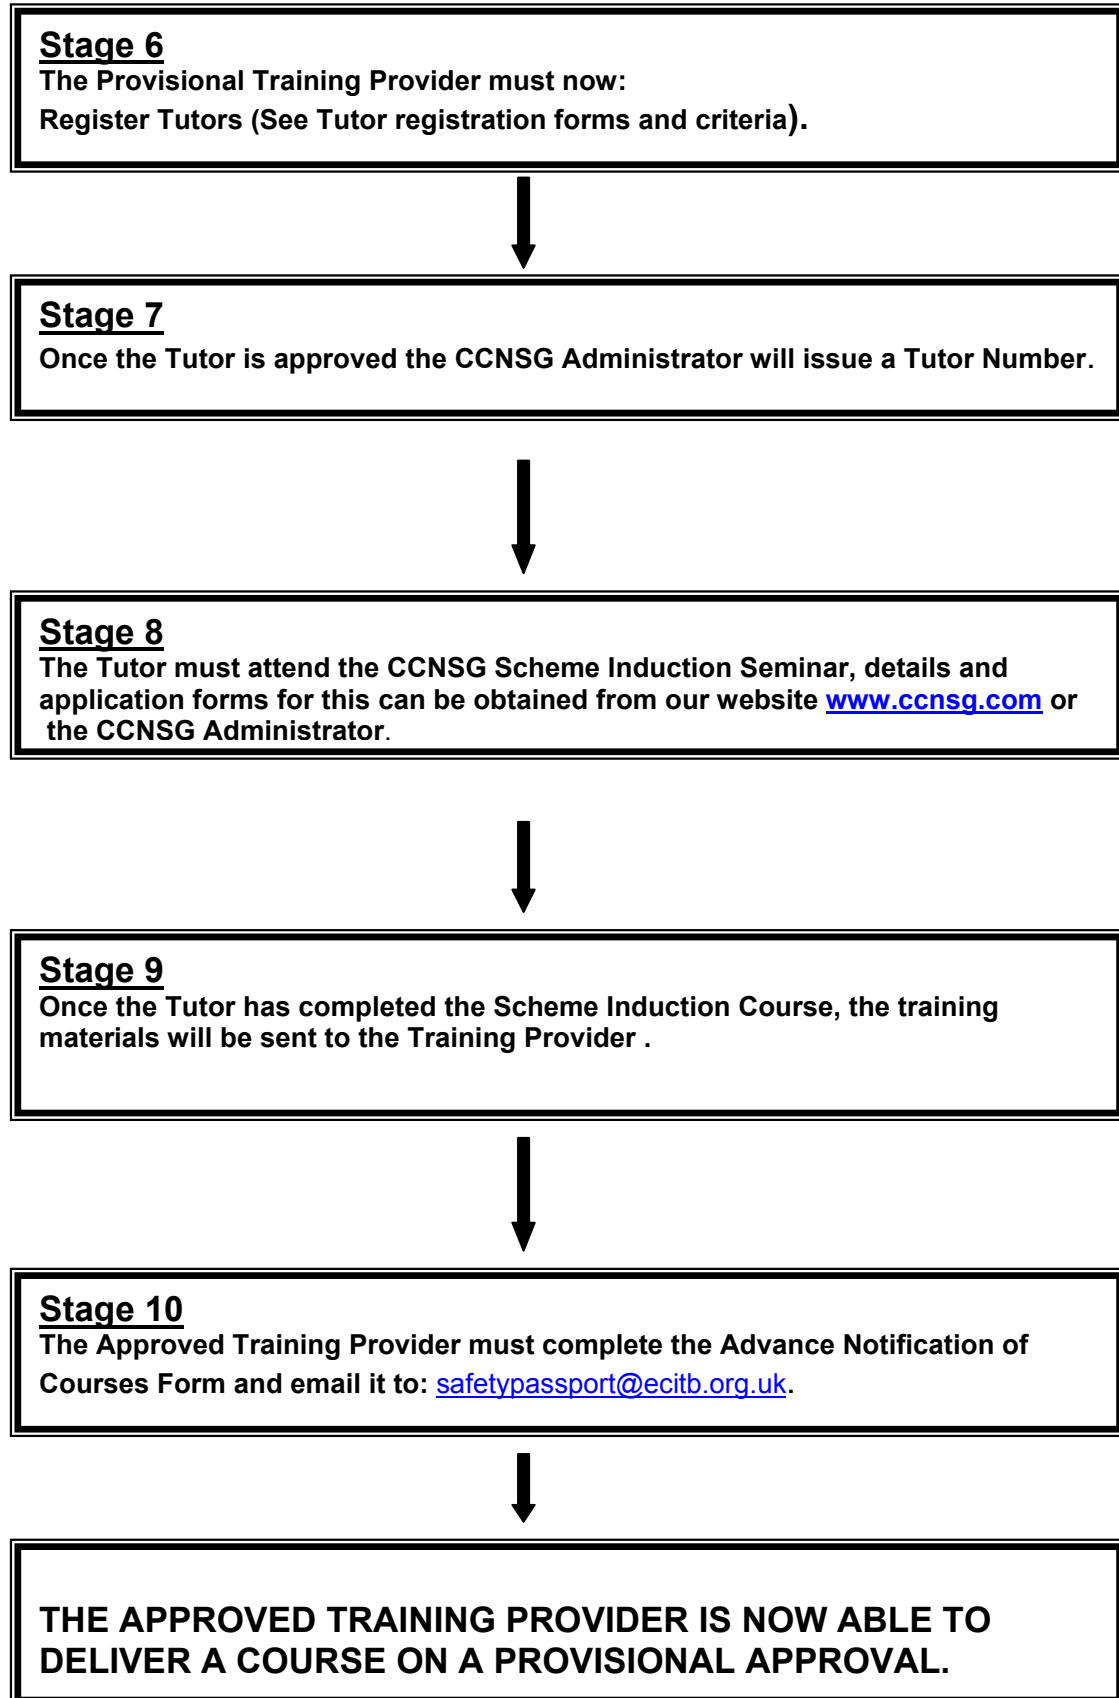 Stage 6
The Provisional Training Provider must now:
Register Tutors (See Tutor registration forms and criteria).
Stage 7
Once the Tutor is approved the CCNSG Administrator will issue a Tutor Number.
Stage 8
The Tutor must attend the CCNSG Scheme Induction Seminar, details and
application forms for this can be obtained from our website www.ccnsg.com or
the CCNSG Administrator.
Stage 9
Once the Tutor has completed the Scheme Induction Course, the training
materials will be sent to the Training Provider .
Stage 10
The Approved Training Provider must complete the Advance Notification of
Courses Form and email it to: safetypassport@ecitb.org.uk.
THE APPROVED TRAINING PROVIDER IS NOW ABLE TO
DELIVER A COURSE ON A PROVISIONAL APPROVAL.